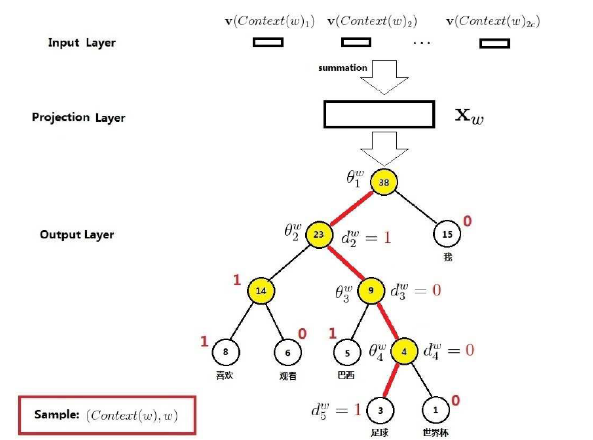 v(Context(w)₁) v(Context(w)₂) v(Context(w)₂c)
Input Layer
...
summation
Projection Layer
x_w
θ₁^w 38
Output Layer
θ₂^w 23 d₂^w = 1
15 0
我
1 14
θ₃^w 9 d₃^w = 0
1 8 6 0
喜欢 观看
1 5
巴西
θ₄^w 4 d₄^w = 0
d₅^w = 1 3
足球
1 0
世界杯
Sample: (Context(w), w)